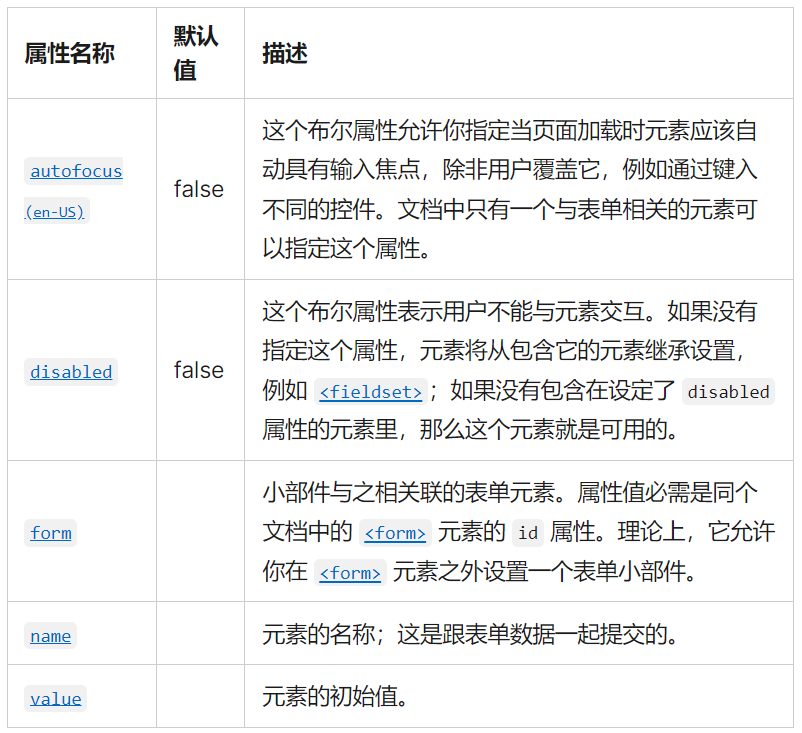 属性名称
默认
值
描述
autofocus
(en-US)
false
这个布尔属性允许你指定当页面加载时元素应该自
动具有输入焦点，除非用户覆盖它，例如通过键入
不同的控件。文档中只有一个与表单相关的元素可
以指定这个属性。
disabled
false
这个布尔属性表示用户不能与元素交互。如果没有
指定这个属性，元素将从包含它的元素继承设置，
例如 <fieldset>；如果没有包含在设定了 disabled
属性的元素里，那么这个元素就是可用的。
form
小部件与之相关联的表单元素。属性值必需是同个
文档中的 <form> 元素的 id 属性。理论上，它允许
你在 <form> 元素之外设置一个表单小部件。
name
元素的名称；这是跟表单数据一起提交的。
value
元素的初始值。